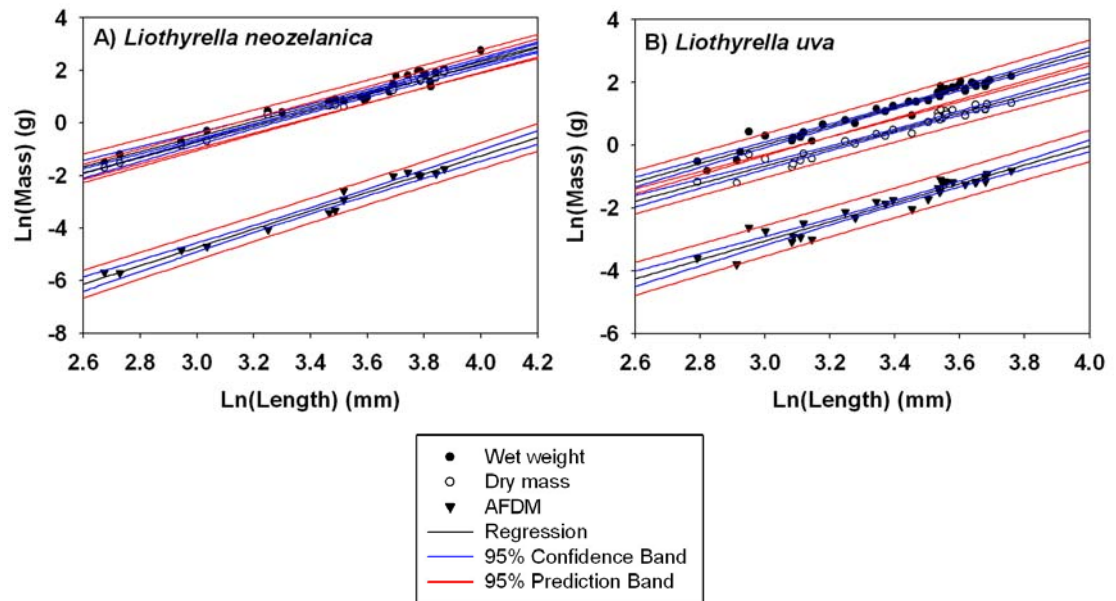 A) Liothyrella neozelanica
Ln(Mass) (g)
4
2
0
-2
-4
-6
-8
2.6 2.8 3.0 3.2 3.4 3.6 3.8 4.0 4.2
Ln(Length) (mm)
B) Liothyrella uva
Ln(Mass) (g)
4
2
0
-2
-4
-6
2.6 3.0 3.2 3.4 3.6 3.8 4.0
Ln(Length) (mm)
Wet weight
Dry mass
AFDM
Regression
95% Confidence Band
95% Prediction Band